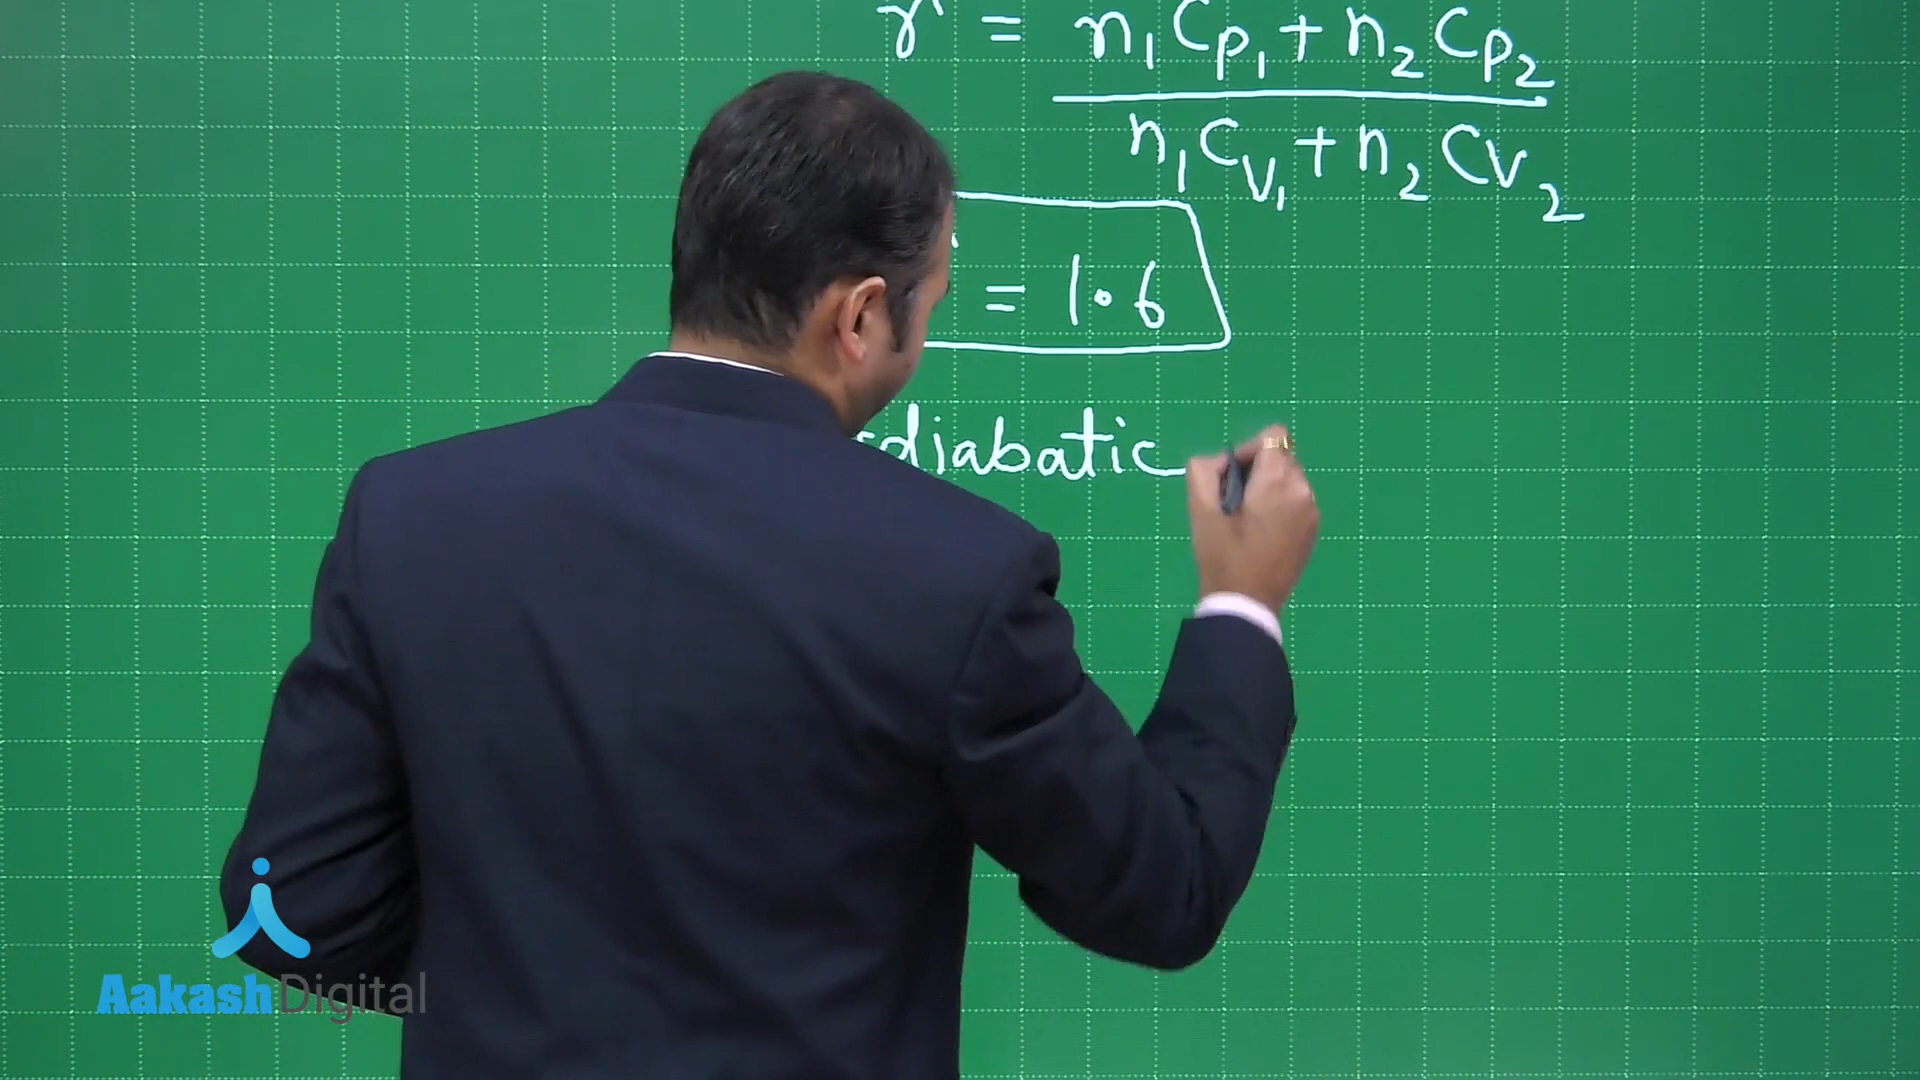 γ = n₁Cp₁ + n₂Cp₂
n₁Cv₁ + n₂Cv₂
= 1.6
diabatic
Aakash Digital